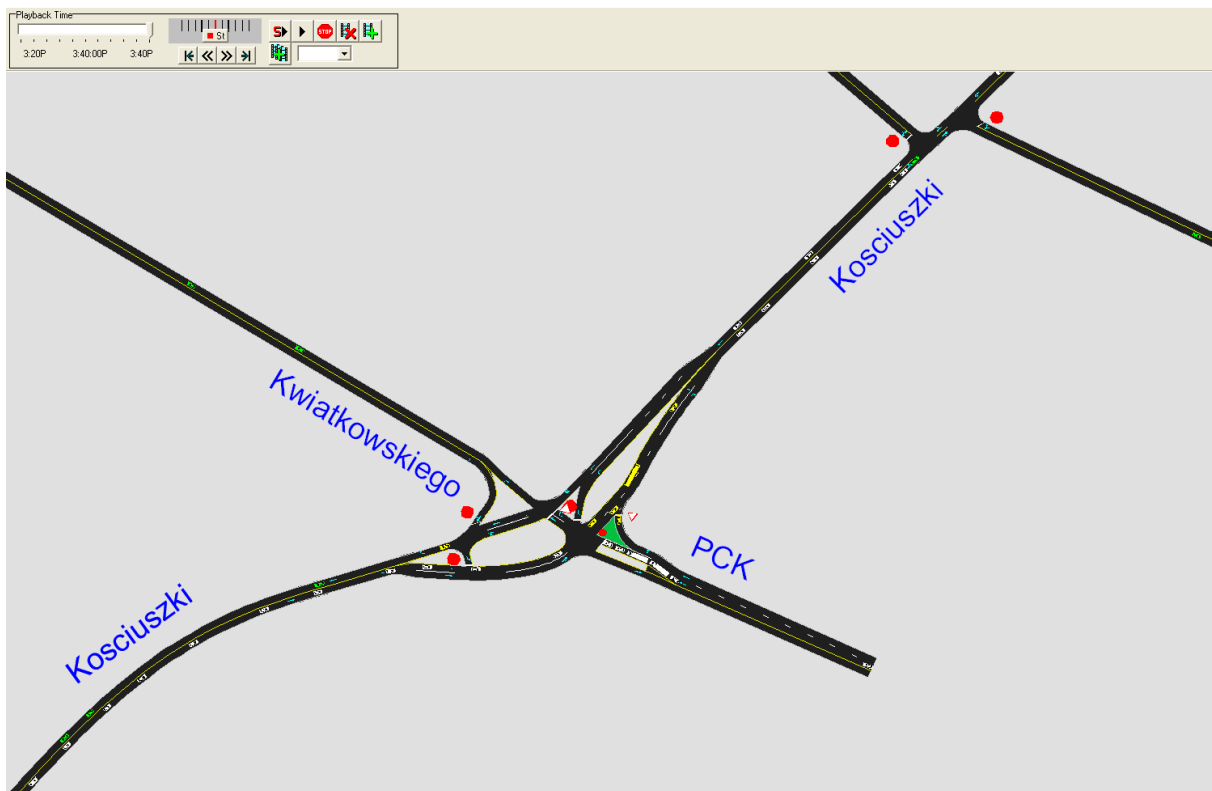 Playback Time
St
S
STOP
3:20P 3:40:00P 3:40P
Kosciuszki
Kwiatkowskiego
PCK
Kosciuszki